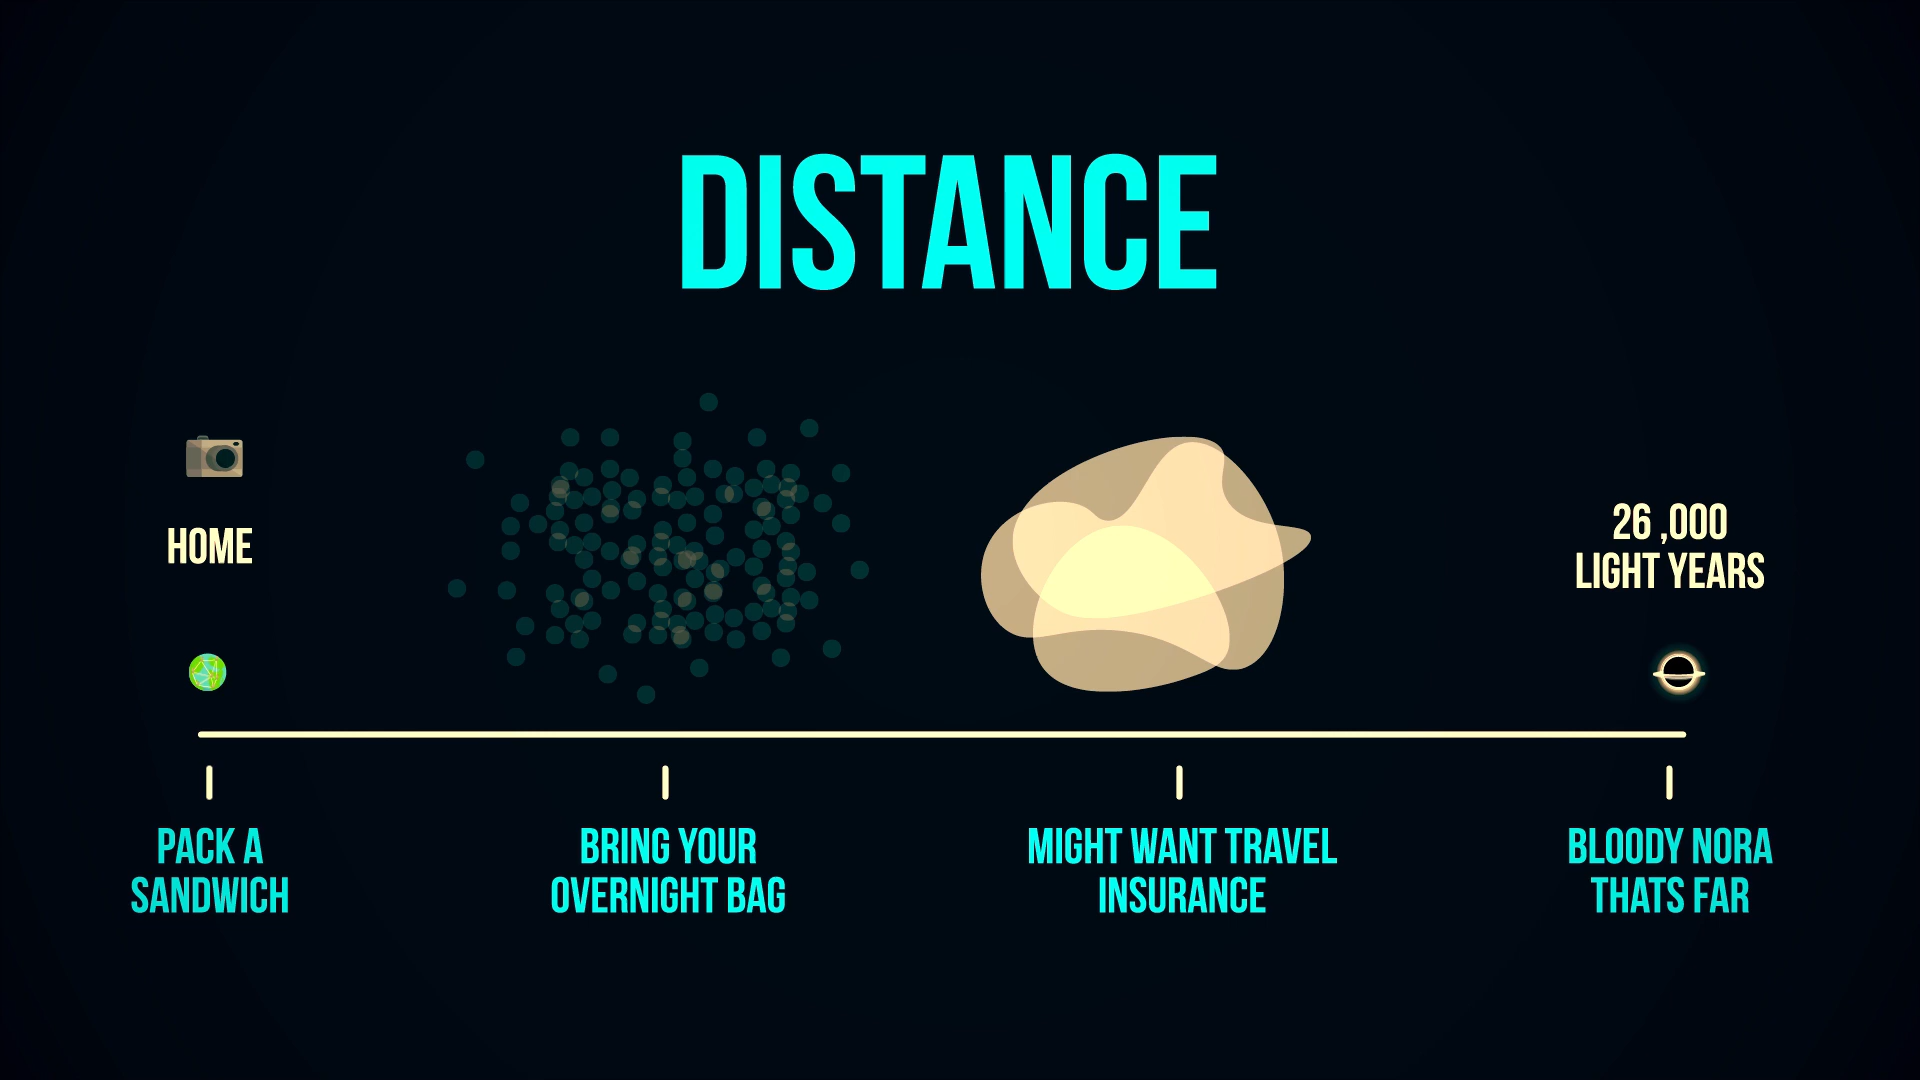 DISTANCE
HOME
26 ,000
LIGHT YEARS
PACK A
SANDWICH
BRING YOUR
OVERNIGHT BAG
MIGHT WANT TRAVEL
INSURANCE
BLOODY NORA
THATS FAR